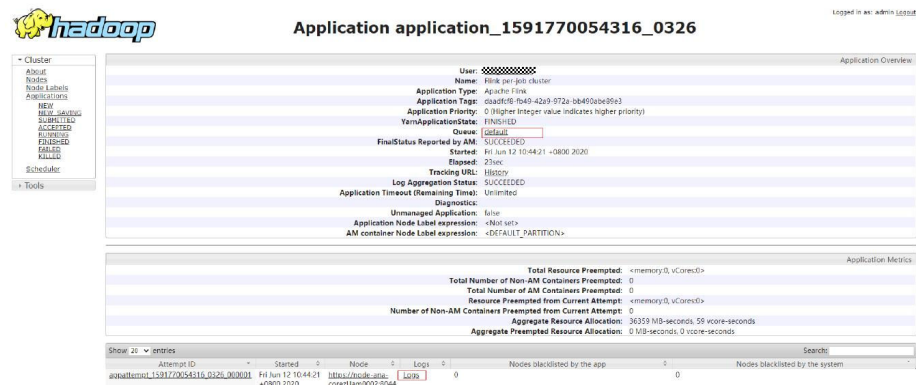 Logged in as: admin Logout
hadoop
Application application_1591770054316_0326
Cluster
About
Nodes
Node Labels
Applications
NEW
NEW_SAVING
SUBMITTED
ACCEPTED
RUNNING
FINISHED
FAILED
KILLED
Scheduler
Tools
Application Overview
User:
Name: Flink per-job cluster
Application Type: Apache Flink
Application Tags: daadfcf8-fb49-42a9-972a-bb490abe89e3
Application Priority: 0 (Higher Integer value indicates higher priority)
YarnApplicationState: FINISHED
Queue: default
FinalStatus Reported by AM: SUCCEEDED
Started: Fri Jun 12 10:44:21 +0800 2020
Elapsed: 23sec
Tracking URL: History
Log Aggregation Status: SUCCEEDED
Application Timeout (Remaining Time): Unlimited
Diagnostics:
Unmanaged Application: false
Application Node Label expression: <Not set>
AM container Node Label expression: <DEFAULT_PARTITION>
Application Metrics
Total Resource Preempted: <memory:0, vCores:0>
Total Number of Non-AM Containers Preempted: 0
Total Number of AM Containers Preempted: 0
Resource Preempted from Current Attempt: <memory:0, vCores:0>
Number of Non-AM Containers Preempted from Current Attempt: 0
Aggregate Resource Allocation: 36359 MB-seconds, 59 vcore-seconds
Aggregate Preempted Resource Allocation: 0 MB-seconds, 0 vcore-seconds
Show 20 entries Search:
Attempt ID Started Node Logs Nodes blacklisted by the app Nodes blacklisted by the system
appattempt_1591770054316_0326_000001 Fri Jun 12 10:44:21 https://node-ana- Logs 0 0
+0800 2020